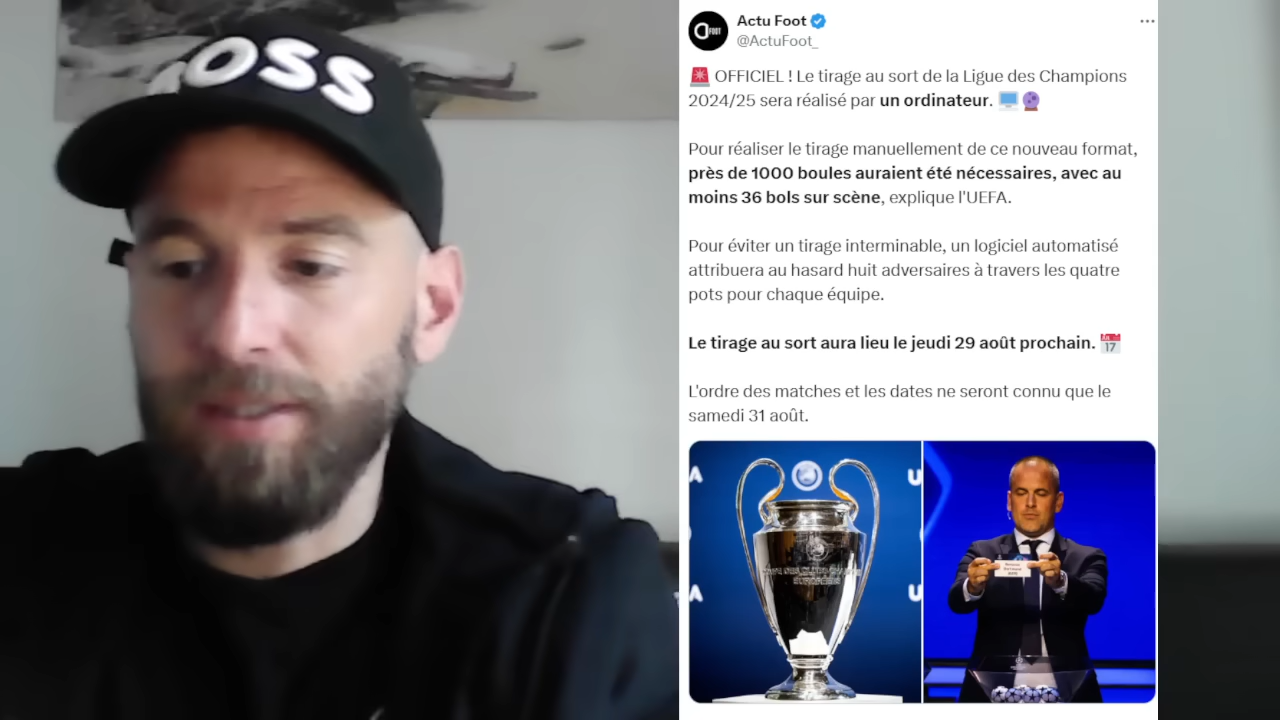 BOSS
FOOT
Actu Foot
@ActuFoot_
🚨 OFFICIEL ! Le tirage au sort de la Ligue des Champions
2024/25 sera réalisé par un ordinateur. 🖥️🔮
Pour réaliser le tirage manuellement de ce nouveau format,
près de 1000 boules auraient été nécessaires, avec au
moins 36 bols sur scène, explique l'UEFA.
Pour éviter un tirage interminable, un logiciel automatisé
attribuera au hasard huit adversaires à travers les quatre
pots pour chaque équipe.
Le tirage au sort aura lieu le jeudi 29 août prochain. 📅
L'ordre des matches et les dates ne seront connu que le
samedi 31 août.